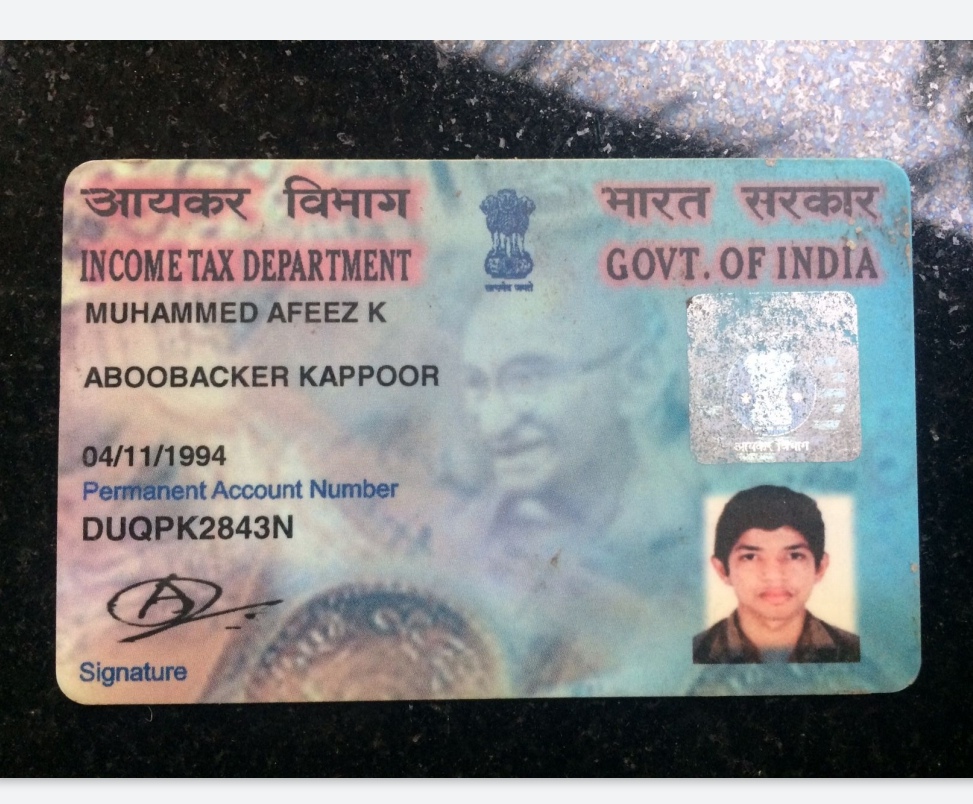 आयकर विभाग
भारत सरकार
INCOME TAX DEPARTMENT
GOVT. OF INDIA
सत्यमेव जयते
MUHAMMED AFEEZ K
ABOOBACKER KAPPOOR
04/11/1994
Permanent Account Number
DUQPK2843N
आयकर विभाग
Signature